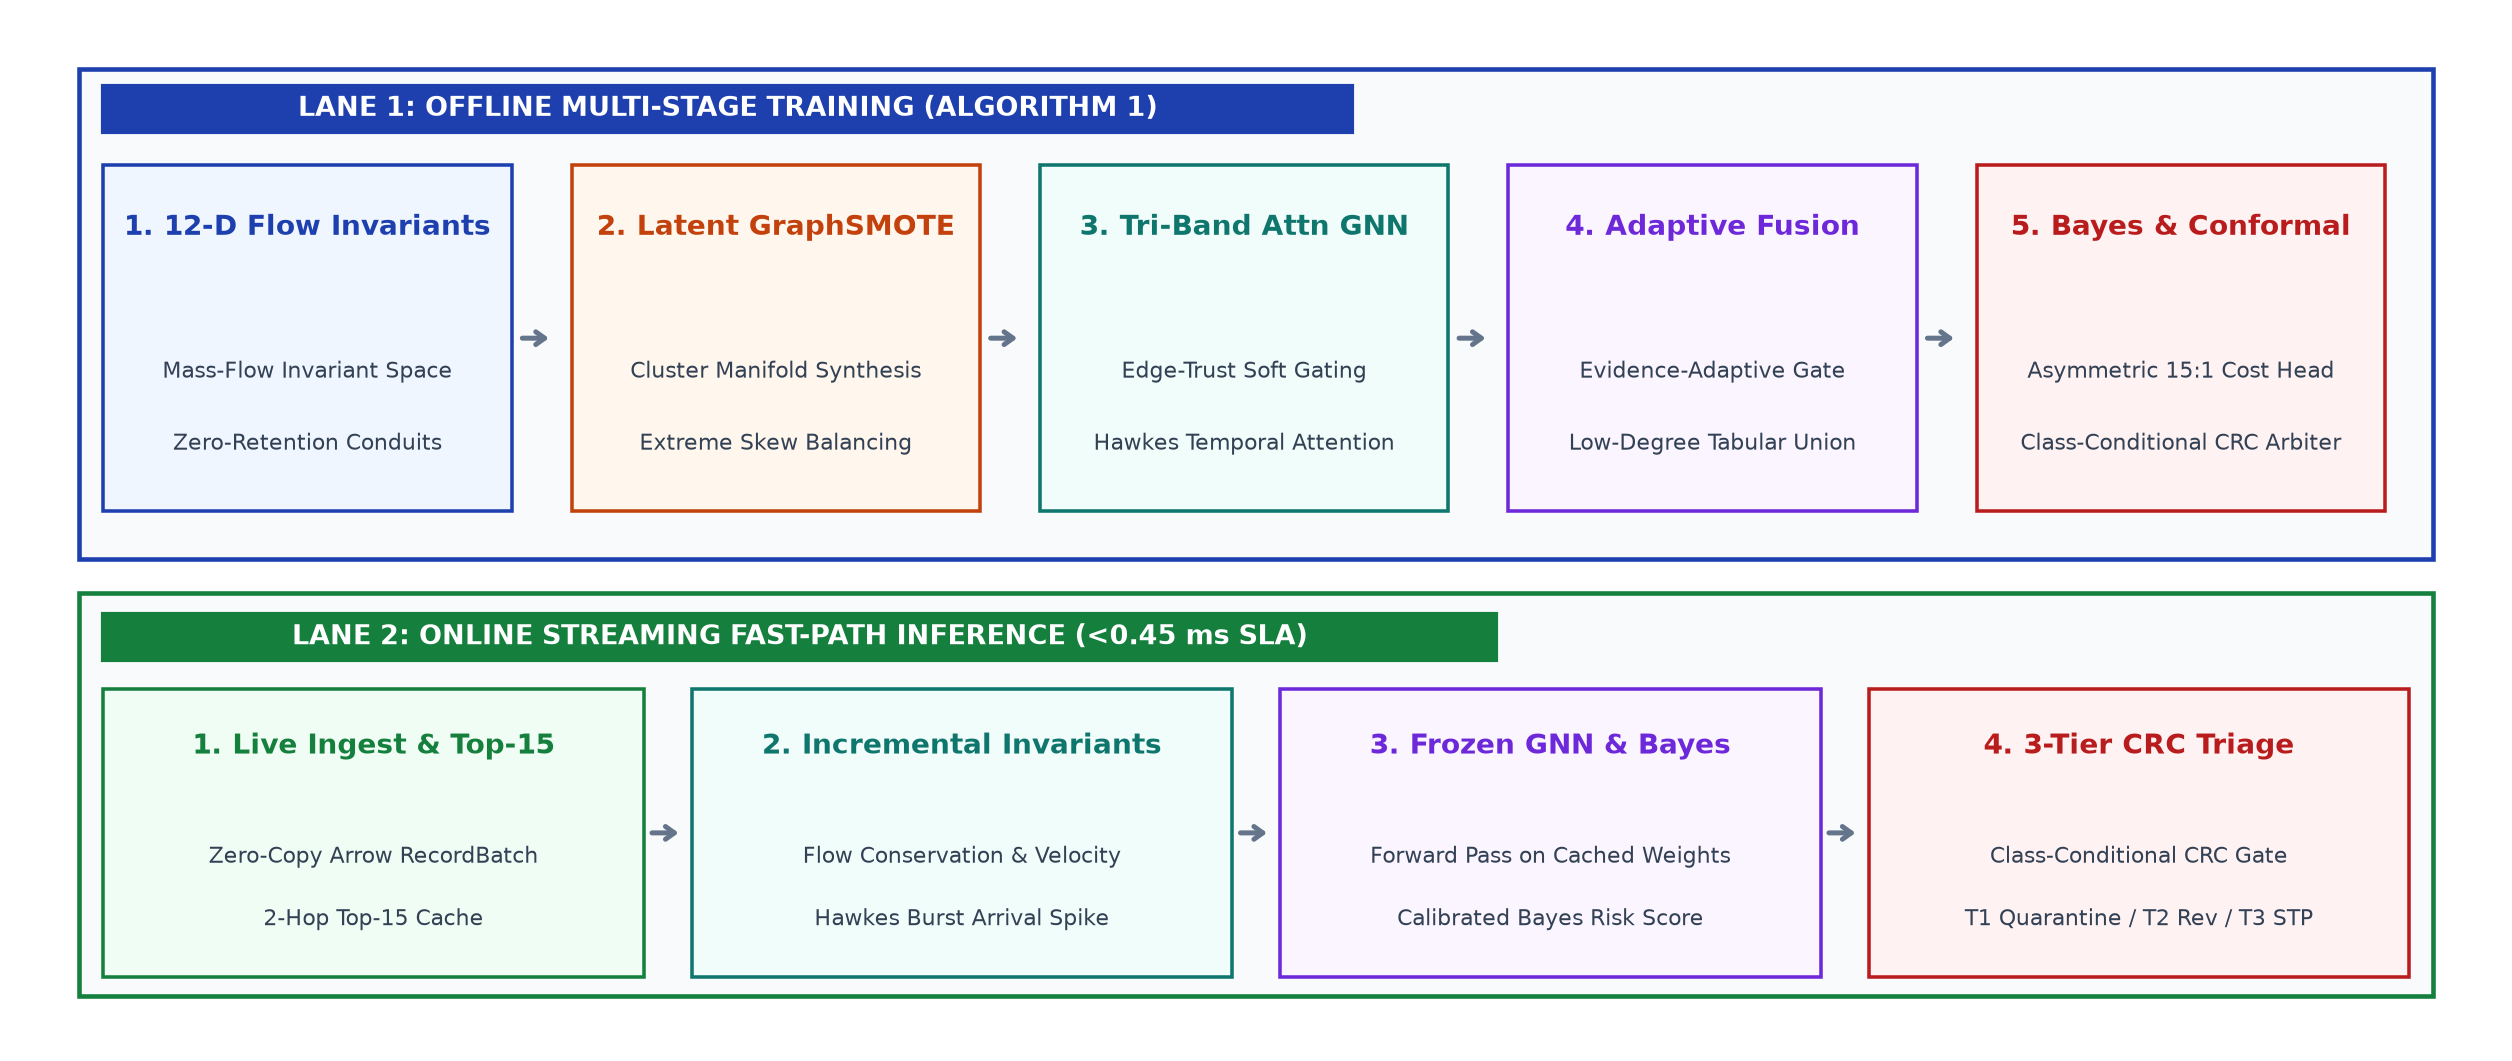 LANE 1: OFFLINE MULTI-STAGE TRAINING (ALGORITHM 1)
1. 12-D Flow Invariants
Mass-Flow Invariant Space
Zero-Retention Conduits
2. Latent GraphSMOTE
Cluster Manifold Synthesis
Extreme Skew Balancing
3. Tri-Band Attn GNN
Edge-Trust Soft Gating
Hawkes Temporal Attention
4. Adaptive Fusion
Evidence-Adaptive Gate
Low-Degree Tabular Union
5. Bayes & Conformal
Asymmetric 15:1 Cost Head
Class-Conditional CRC Arbiter
LANE 2: ONLINE STREAMING FAST-PATH INFERENCE (<0.45 ms SLA)
1. Live Ingest & Top-15
Zero-Copy Arrow RecordBatch
2-Hop Top-15 Cache
2. Incremental Invariants
Flow Conservation & Velocity
Hawkes Burst Arrival Spike
3. Frozen GNN & Bayes
Forward Pass on Cached Weights
Calibrated Bayes Risk Score
4. 3-Tier CRC Triage
Class-Conditional CRC Gate
T1 Quarantine / T2 Rev / T3 STP